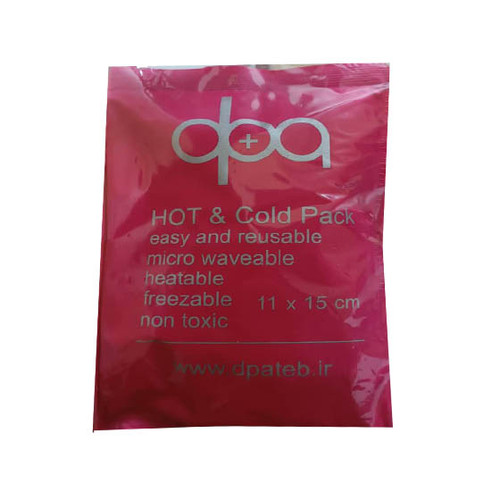 dpa
HOT & Cold Pack
easy and reusable
micro waveable
heatable
freezable 11 x 15 cm
non toxic
www.dpateb.ir